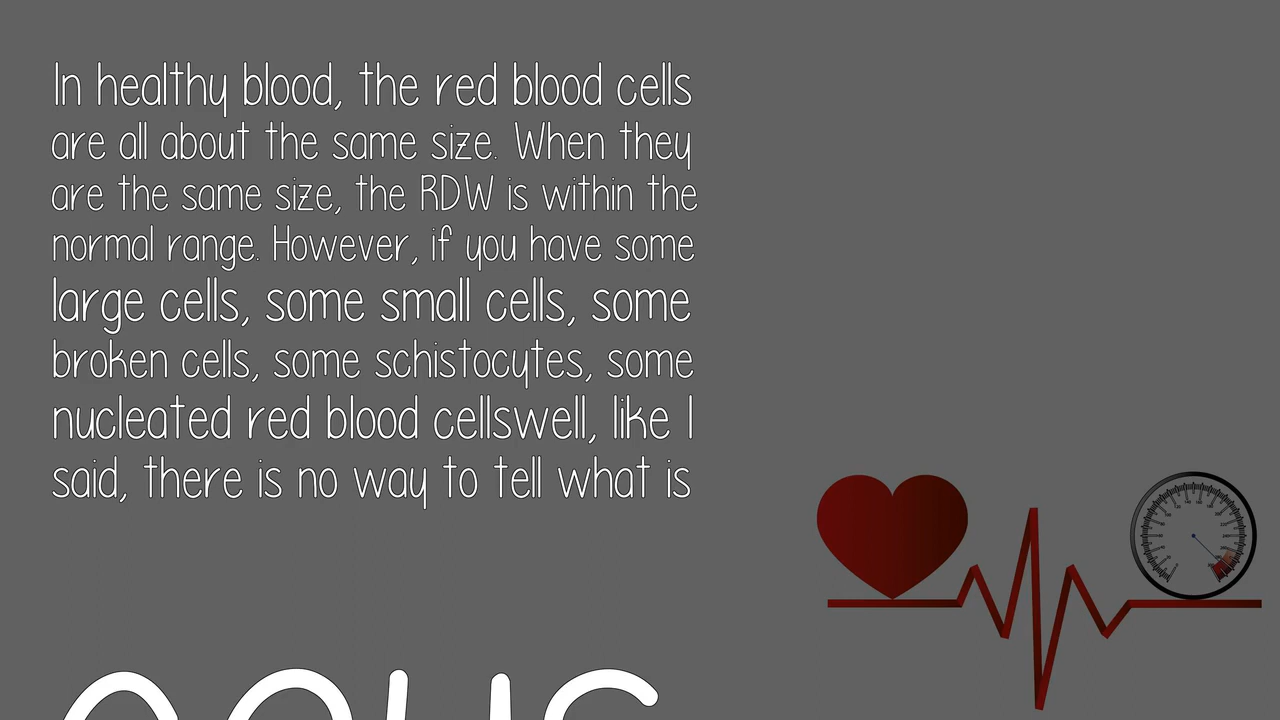 In healthy blood, the red blood cells
are all about the same size. When they
are the same size, the RDW is within the
normal range. However, if you have some
large cells, some small cells, some
broken cells, some schistocytes, some
nucleated red blood cellswell, like I
said, there is no way to tell what is